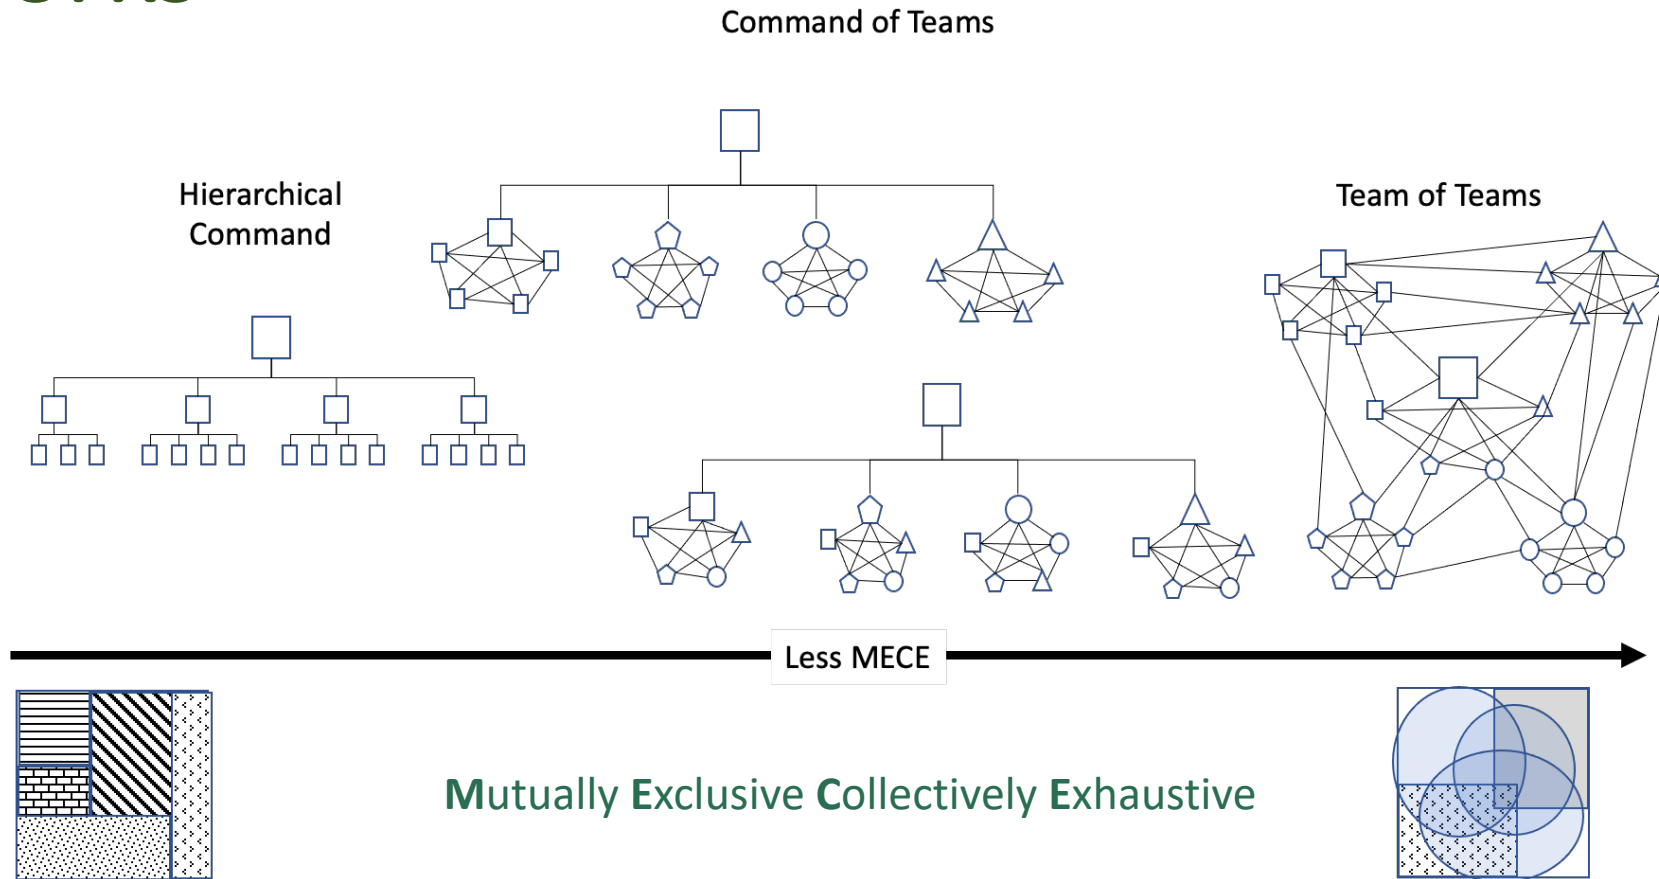 Command of Teams
Hierarchical
Command
Team of Teams
Less MECE
Mutually Exclusive Collectively Exhaustive